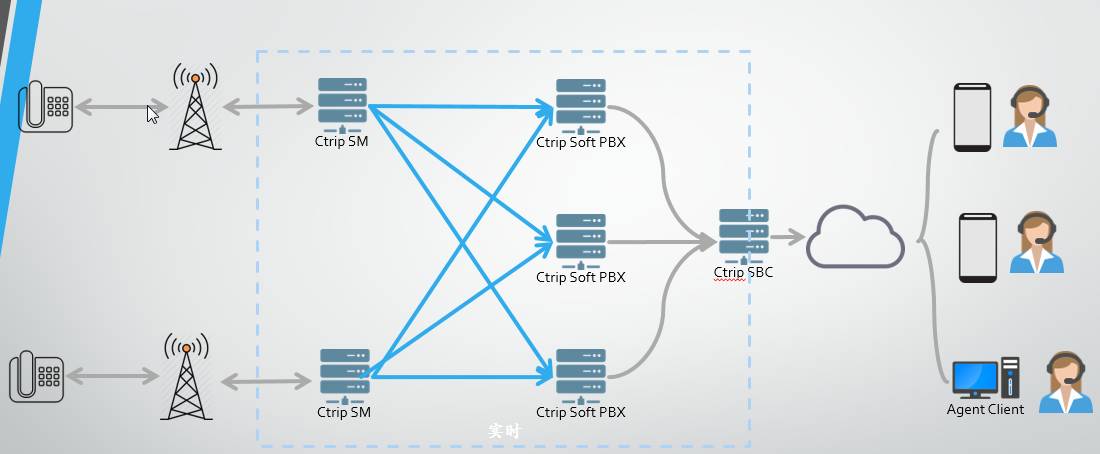 Ctrip SM
Ctrip Soft PBX
Ctrip Soft PBX
Ctrip SBC
Ctrip SM
Ctrip Soft PBX
Agent Client
实时